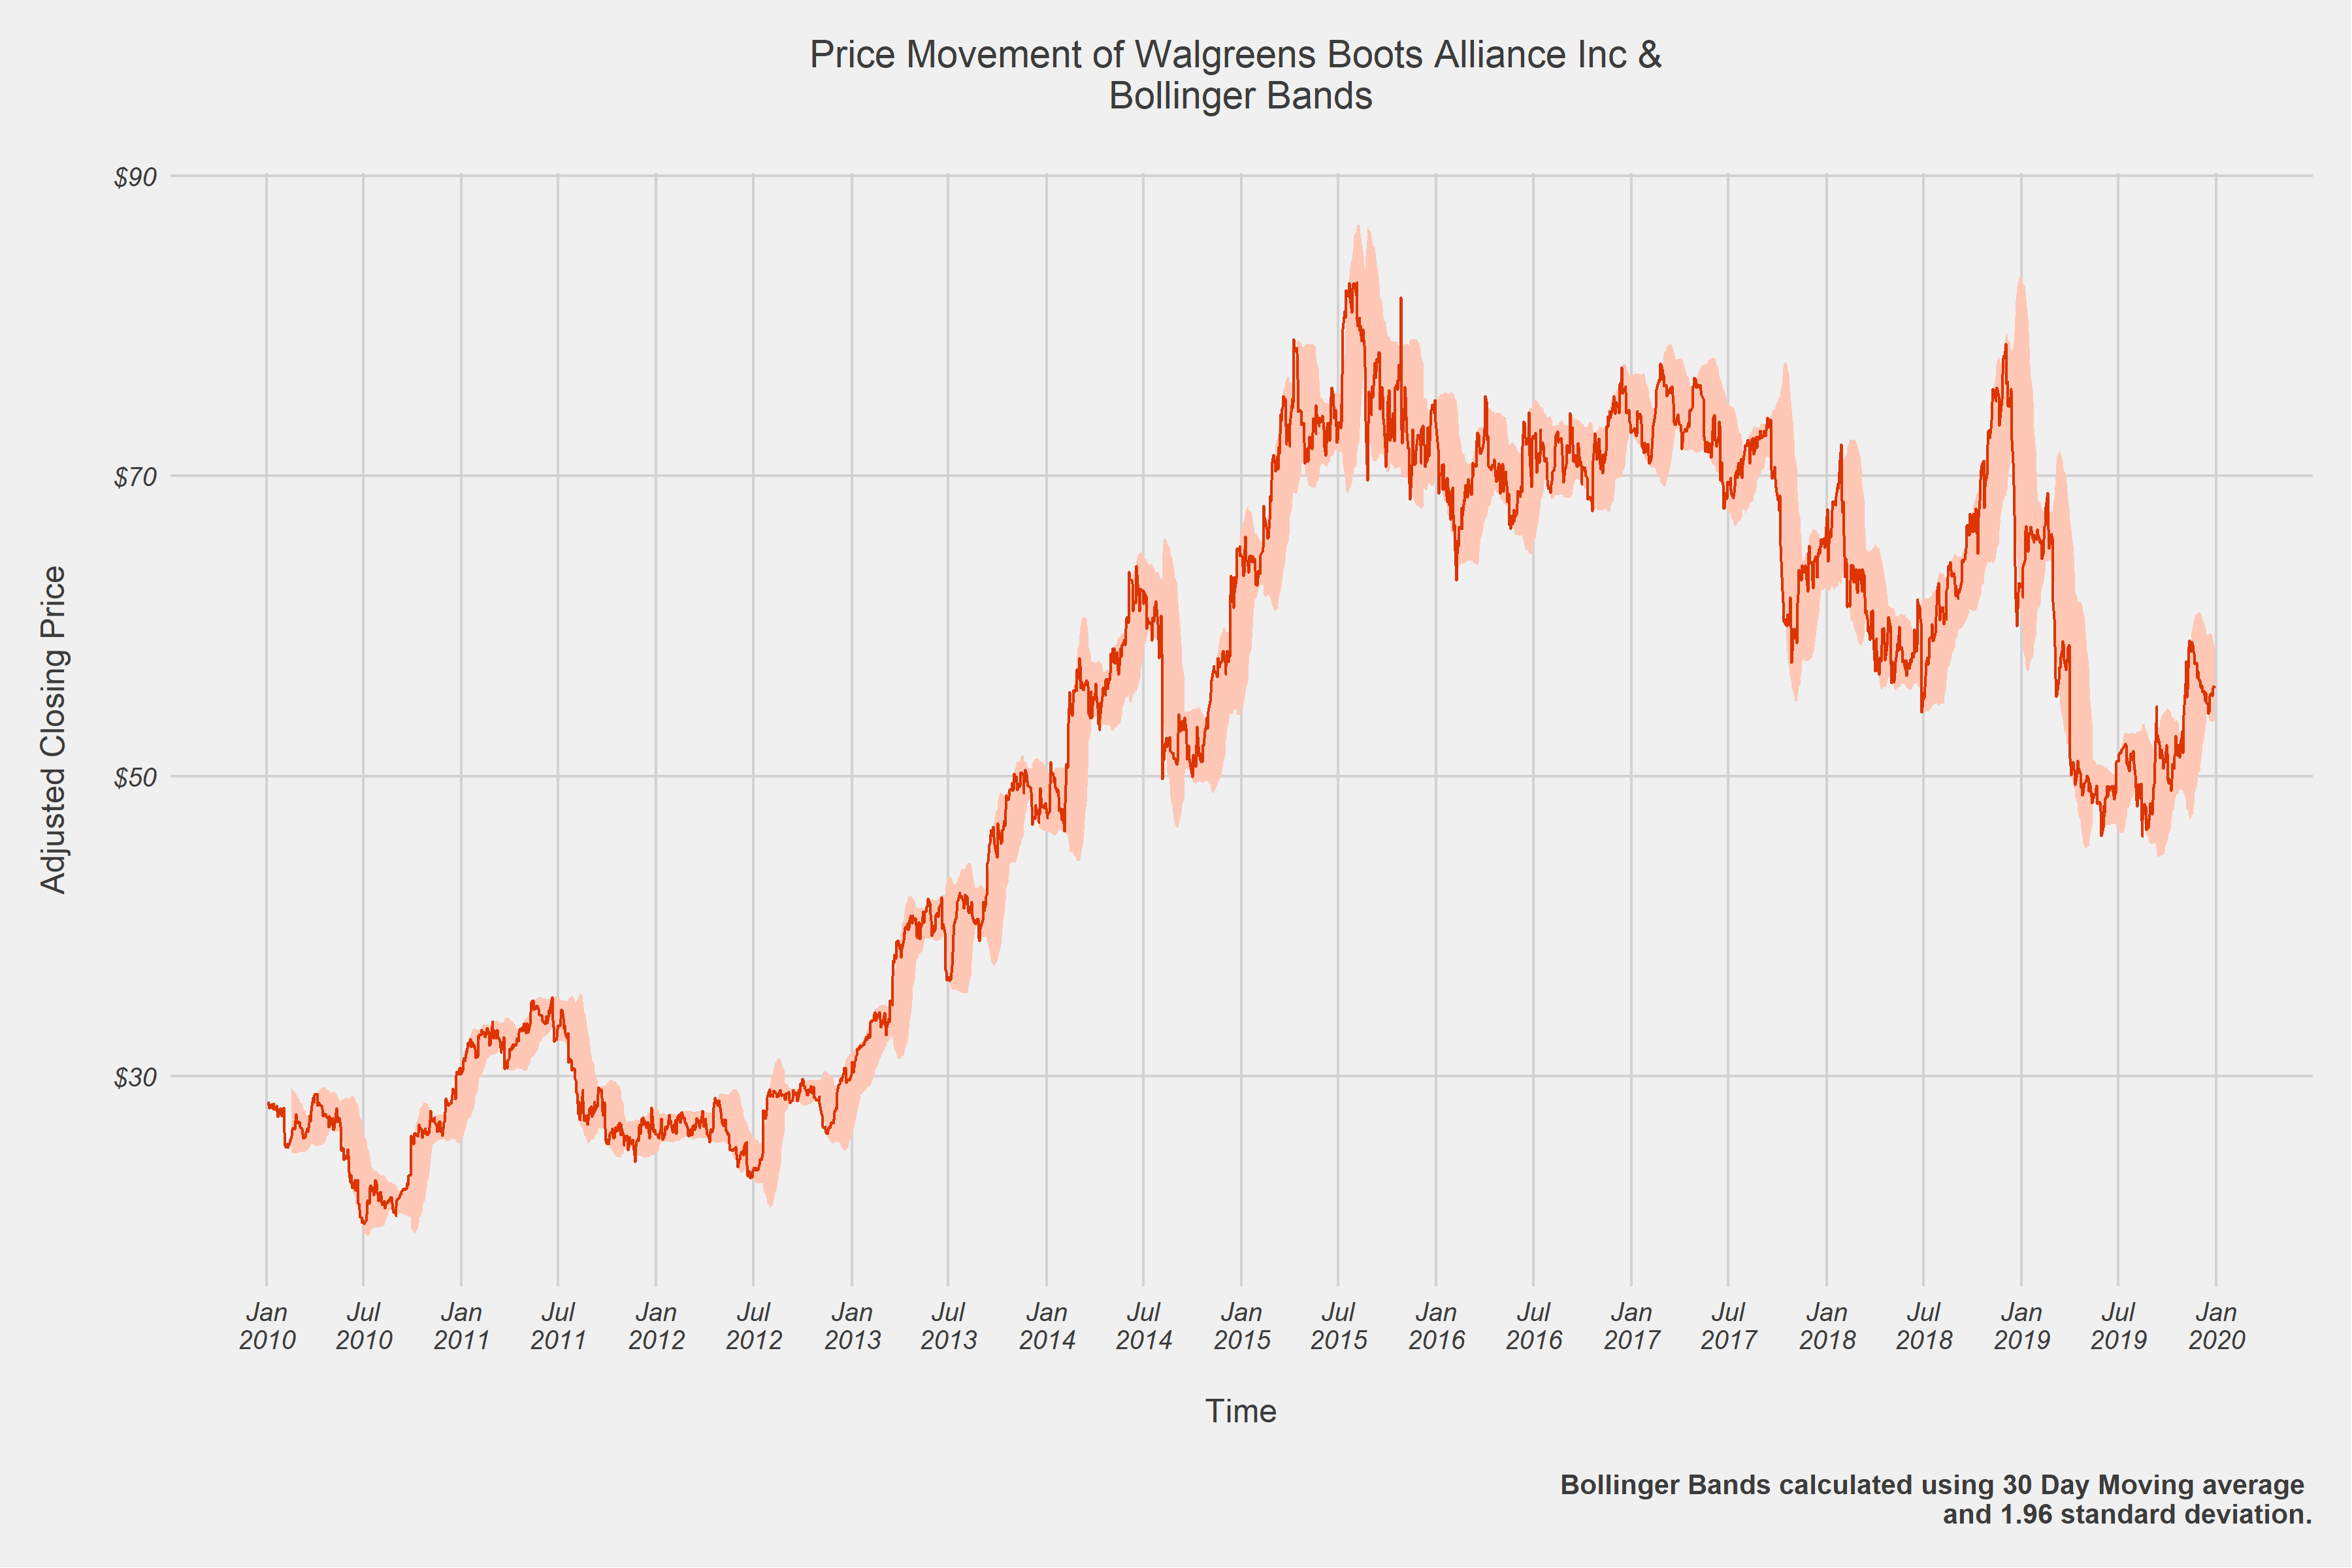 Price Movement of Walgreens Boots Alliance Inc &
Bollinger Bands
$90
$70
$50
$30
Adjusted Closing Price
Jan Jul Jan Jul Jan Jul Jan Jul Jan Jul Jan Jul Jan Jul Jan Jul Jan Jul Jan Jul Jan
2010 2010 2011 2011 2012 2012 2013 2013 2014 2014 2015 2015 2016 2016 2017 2017 2018 2018 2019 2019 2020
Time
Bollinger Bands calculated using 30 Day Moving average
and 1.96 standard deviation.